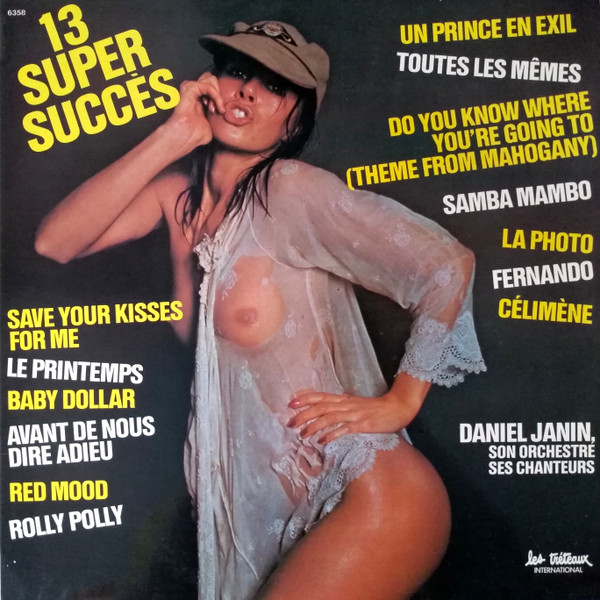 6358
13
SUPER
SUCCÈS
UN PRINCE EN EXIL
TOUTES LES MÊMES
DO YOU KNOW WHERE
YOU'RE GOING TO
(THEME FROM MAHOGANY)
SAMBA MAMBO
LA PHOTO
FERNANDO
CÉLIMÈNE
SAVE YOUR KISSES
FOR ME
LE PRINTEMPS
BABY DOLLAR
AVANT DE NOUS
DIRE ADIEU
RED MOOD
ROLLY POLLY
DANIEL JANIN,
SON ORCHESTRE
SES CHANTEURS
les tréteaux
INTERNATIONAL